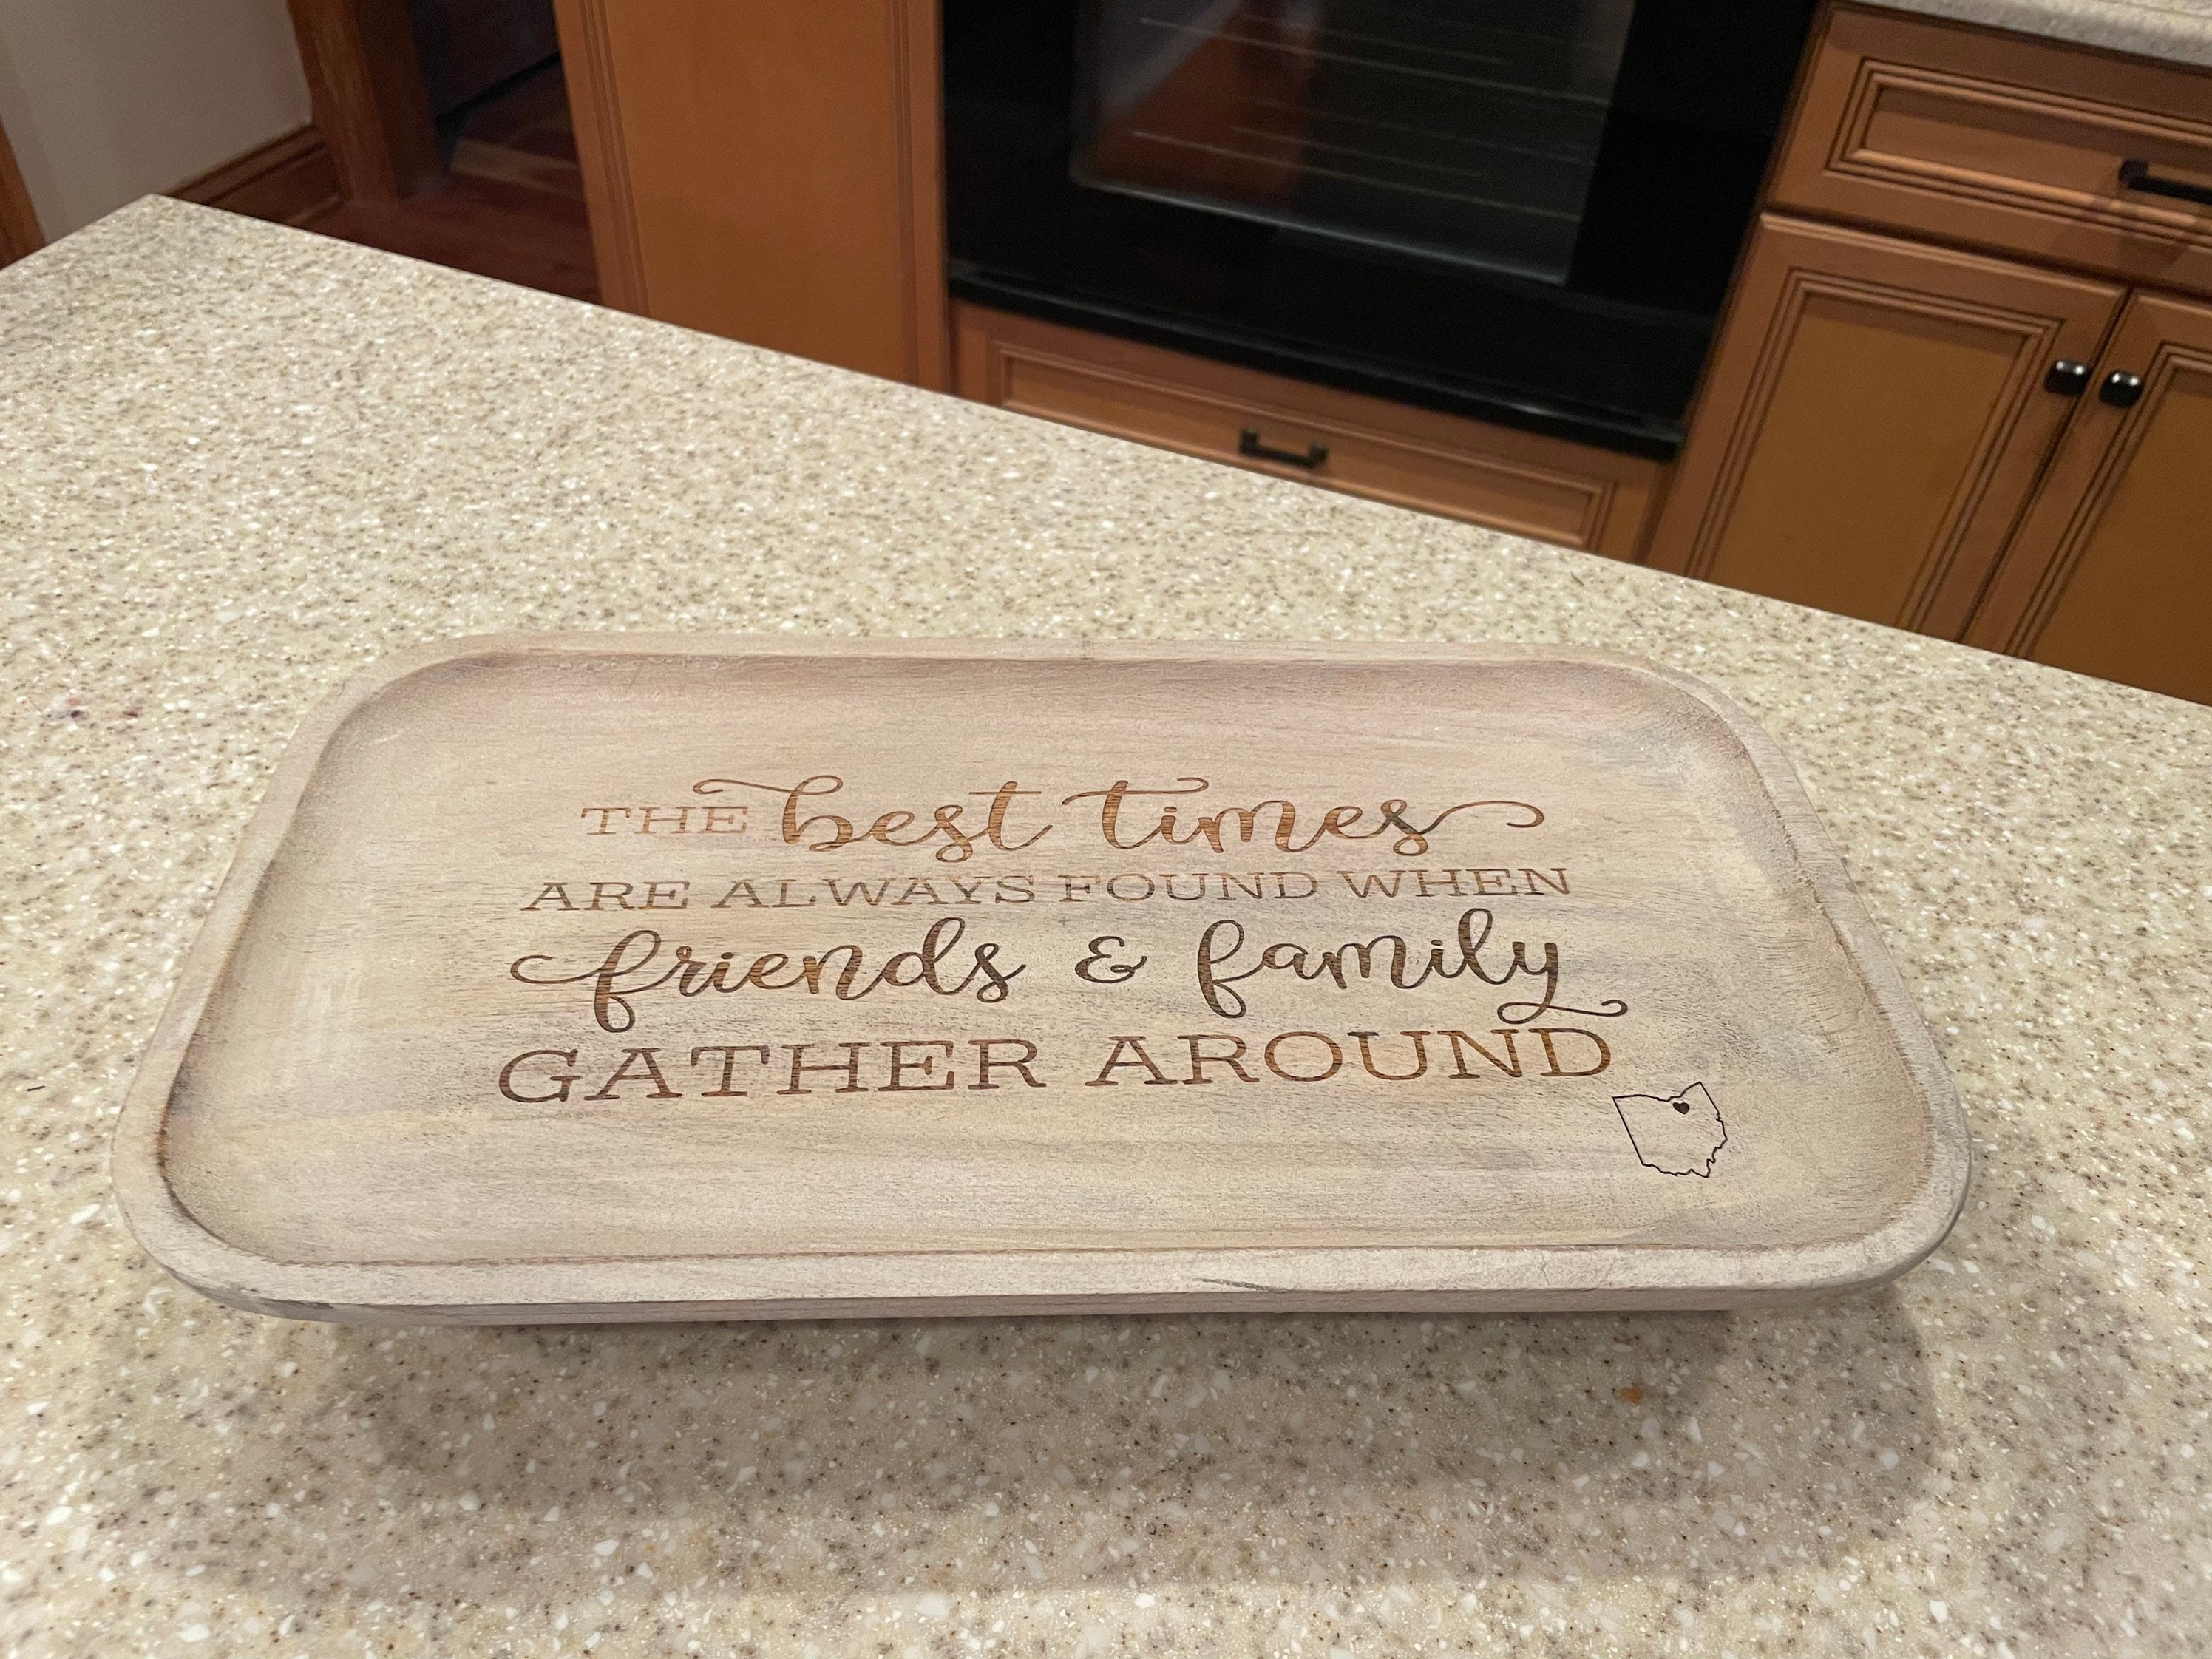 THE best times
ARE ALWAYS FOUND WHEN
friends & family
GATHER AROUND